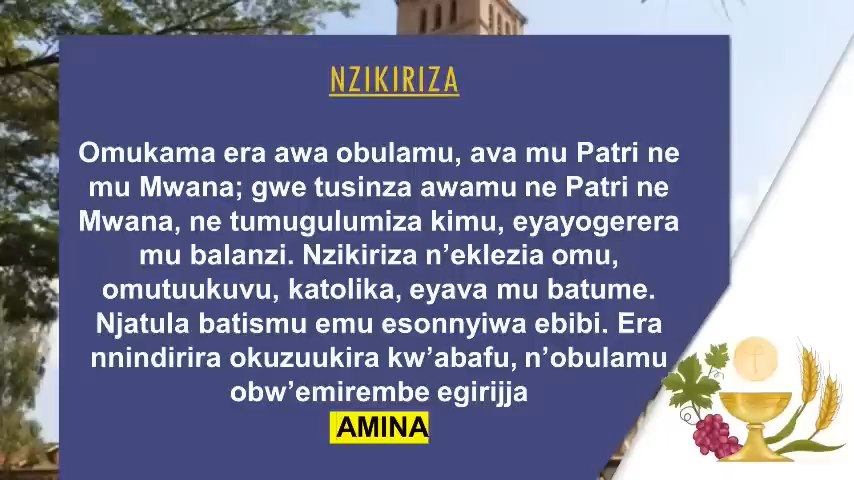 NZIKIRIZA
Omukama era awa obulamu, ava mu Patri ne
mu Mwana; gwe tusinza awamu ne Patri ne
Mwana, ne tumugulumiza kimu, eyayogerera
mu balanzi. Nzikiriza n’eklezia omu,
omutuukuvu, katolika, eyava mu batume.
Njatula batismu emu esonnyiwa ebibi. Era
nnindirira okuzuukira kw’abafu, n’obulamu
obw’emirembe egirijja
AMINA